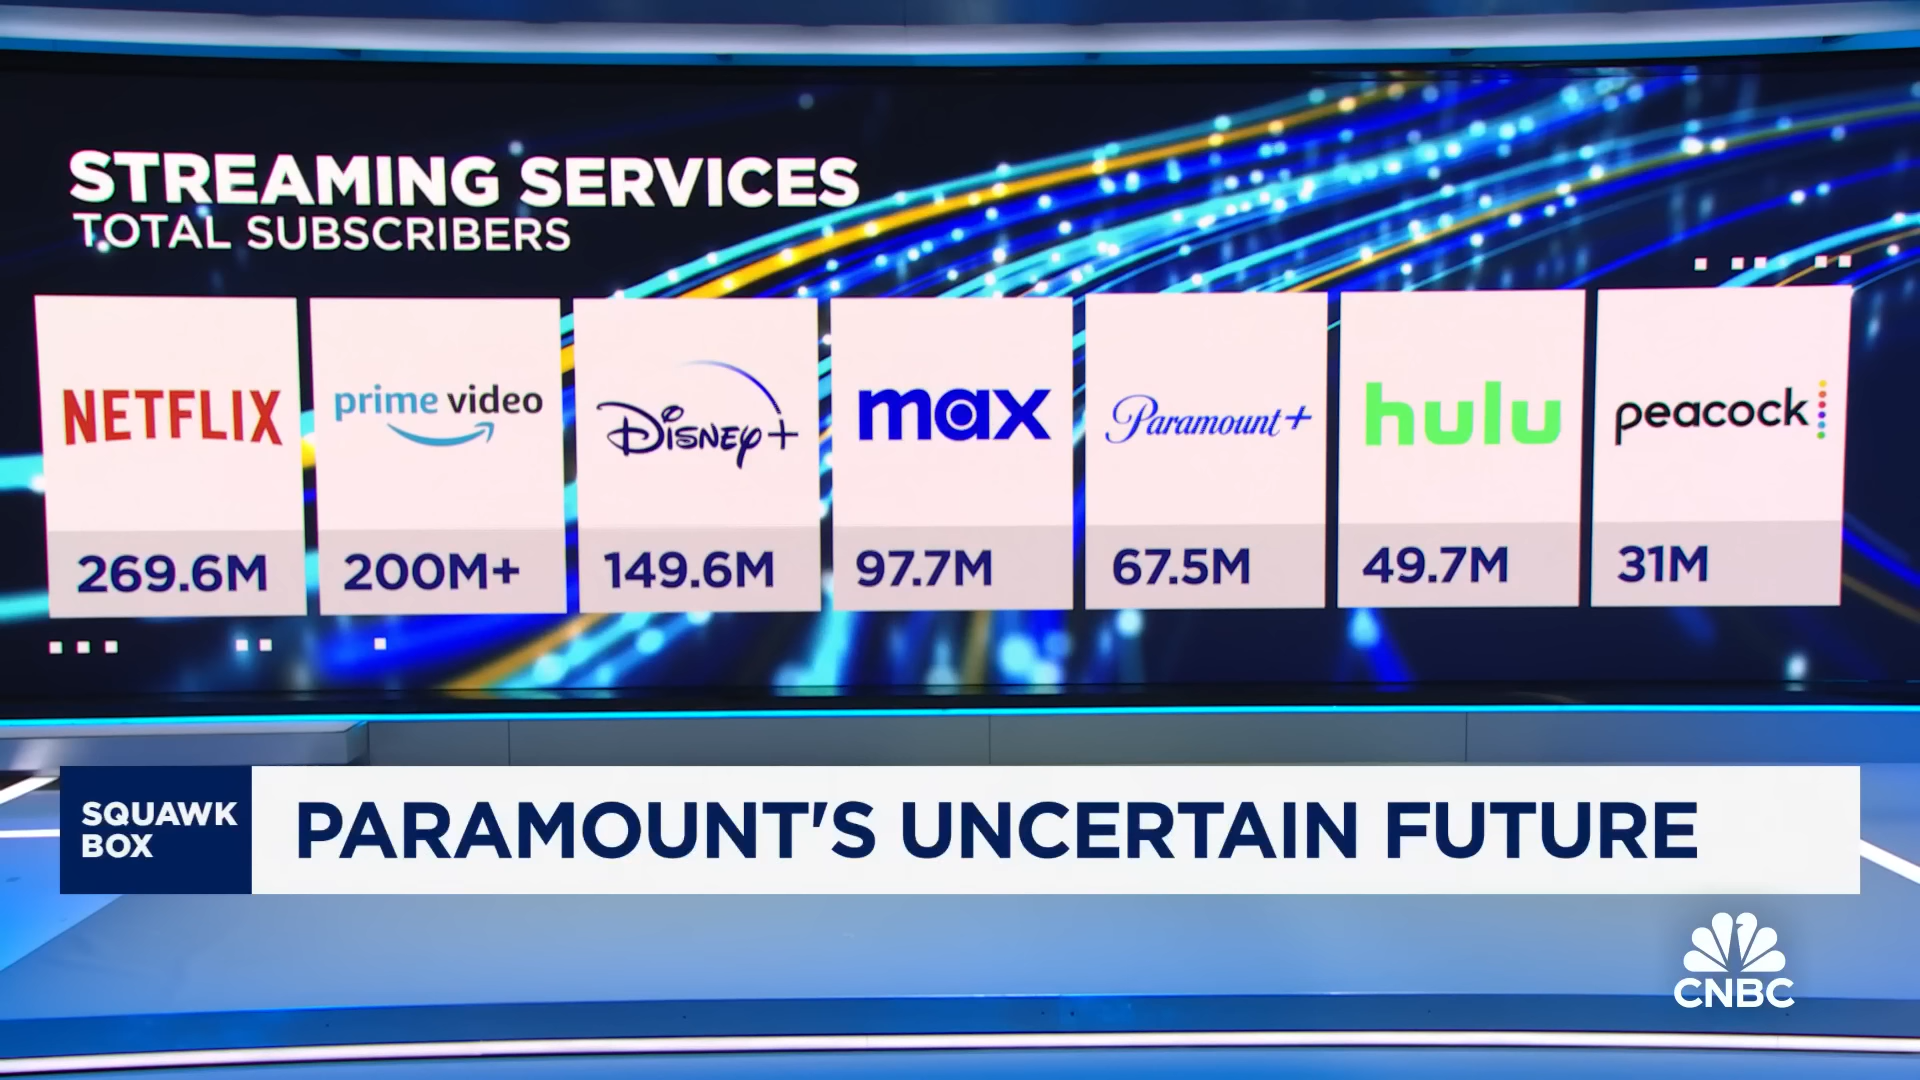 STREAMING SERVICES
TOTAL SUBSCRIBERS
NETFLIX
prime video
Disney+
max
Paramount+
hulu
peacock
269.6M
200M+
149.6M
97.7M
67.5M
49.7M
31M
SQUAWK
BOX
PARAMOUNT'S UNCERTAIN FUTURE
CNBC